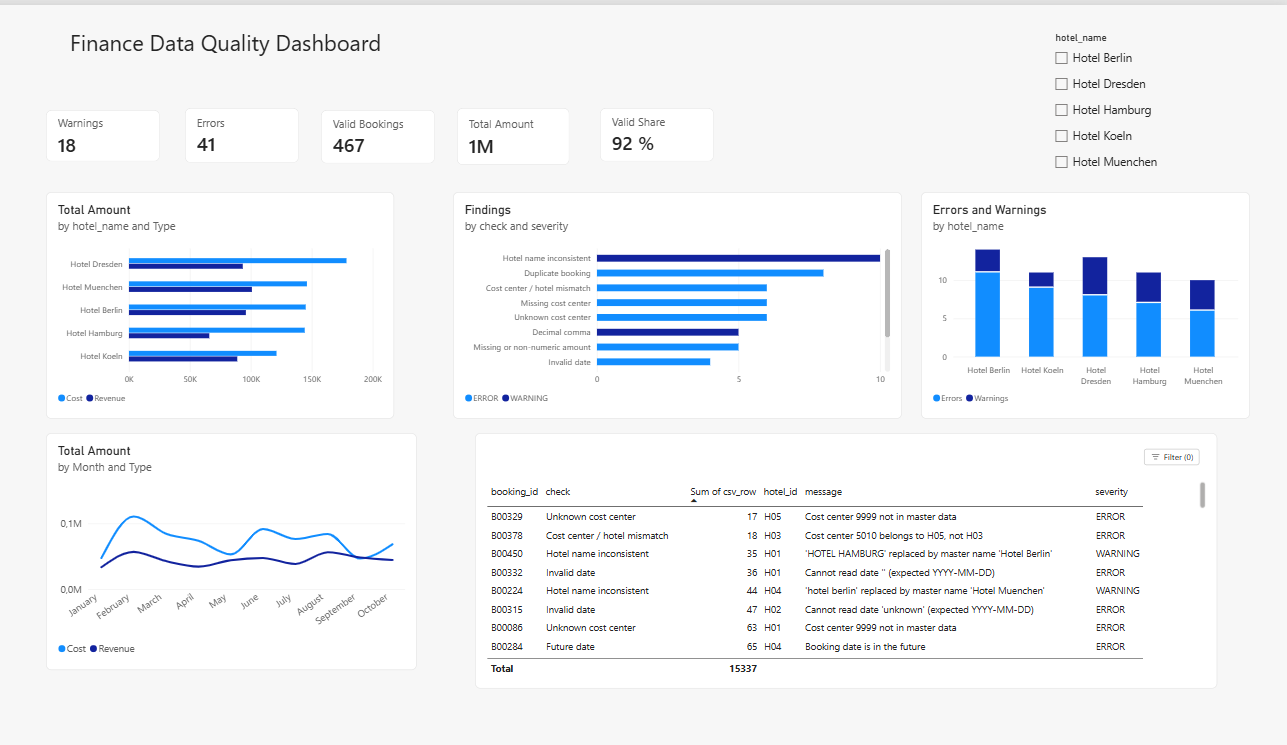 Finance Data Quality Dashboard
hotel_name
Hotel Berlin
Hotel Dresden
Hotel Hamburg
Hotel Koeln
Hotel Muenchen
Warnings
18
Errors
41
Valid Bookings
467
Total Amount
1M
Valid Share
92 %
Total Amount
by hotel_name and Type
Hotel Dresden
Hotel Muenchen
Hotel Berlin
Hotel Hamburg
Hotel Koeln
0K 50K 100K 150K 200K
Cost Revenue
Findings
by check and severity
Hotel name inconsistent
Duplicate booking
Cost center / hotel mismatch
Missing cost center
Unknown cost center
Decimal comma
Missing or non-numeric amount
Invalid date
0 5 10
ERROR WARNING
Errors and Warnings
by hotel_name
10
5
0
Hotel Berlin Hotel Koeln Hotel Dresden Hotel Hamburg Hotel Muenchen
Errors Warnings
Total Amount
by Month and Type
0,1M
0,0M
January February March April May June July August September October
Cost Revenue
Filter (0)
booking_id check Sum of csv_row hotel_id message severity
B00329 Unknown cost center 17 H05 Cost center 9999 not in master data ERROR
B00378 Cost center / hotel mismatch 18 H03 Cost center 5010 belongs to H05, not H03 ERROR
B00450 Hotel name inconsistent 35 H01 'HOTEL HAMBURG' replaced by master name 'Hotel Berlin' WARNING
B00332 Invalid date 36 H01 Cannot read date '' (expected YYYY-MM-DD) ERROR
B00224 Hotel name inconsistent 44 H04 'hotel berlin' replaced by master name 'Hotel Muenchen' WARNING
B00315 Invalid date 47 H02 Cannot read date 'unknown' (expected YYYY-MM-DD) ERROR
B00086 Unknown cost center 63 H01 Cost center 9999 not in master data ERROR
B00284 Future date 65 H04 Booking date is in the future ERROR
Total 15337